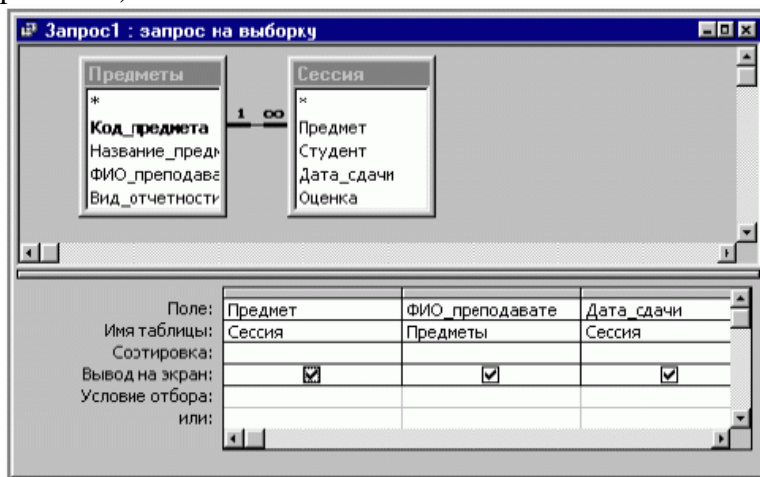 Запрос1 : запрос на выборку
Предметы
*
Код_предмета
Название_предм
ФИО_преподава
Вид_отчетности
1 ∞
Сессия
*
Предмет
Студент
Дата_сдачи
Оценка
Поле: Предмет ФИО_преподавате Дата_сдачи
Имя таблицы: Сессия Предметы Сессия
Сортировка:
Вывод на экран:
Условие отбора:
или: